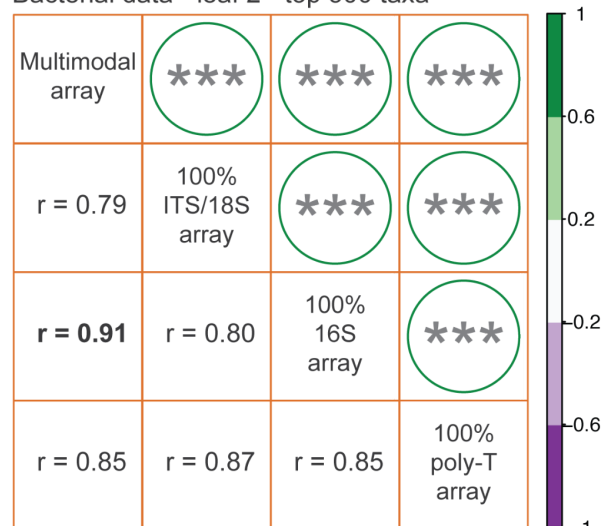 Multimodal
array
***
***
***
r = 0.79
100%
ITS/18S
array
***
***
r = 0.91
r = 0.80
100%
16S
array
***
r = 0.85
r = 0.87
r = 0.85
100%
poly-T
array
1
0.6
0.2
-0.2
-0.6